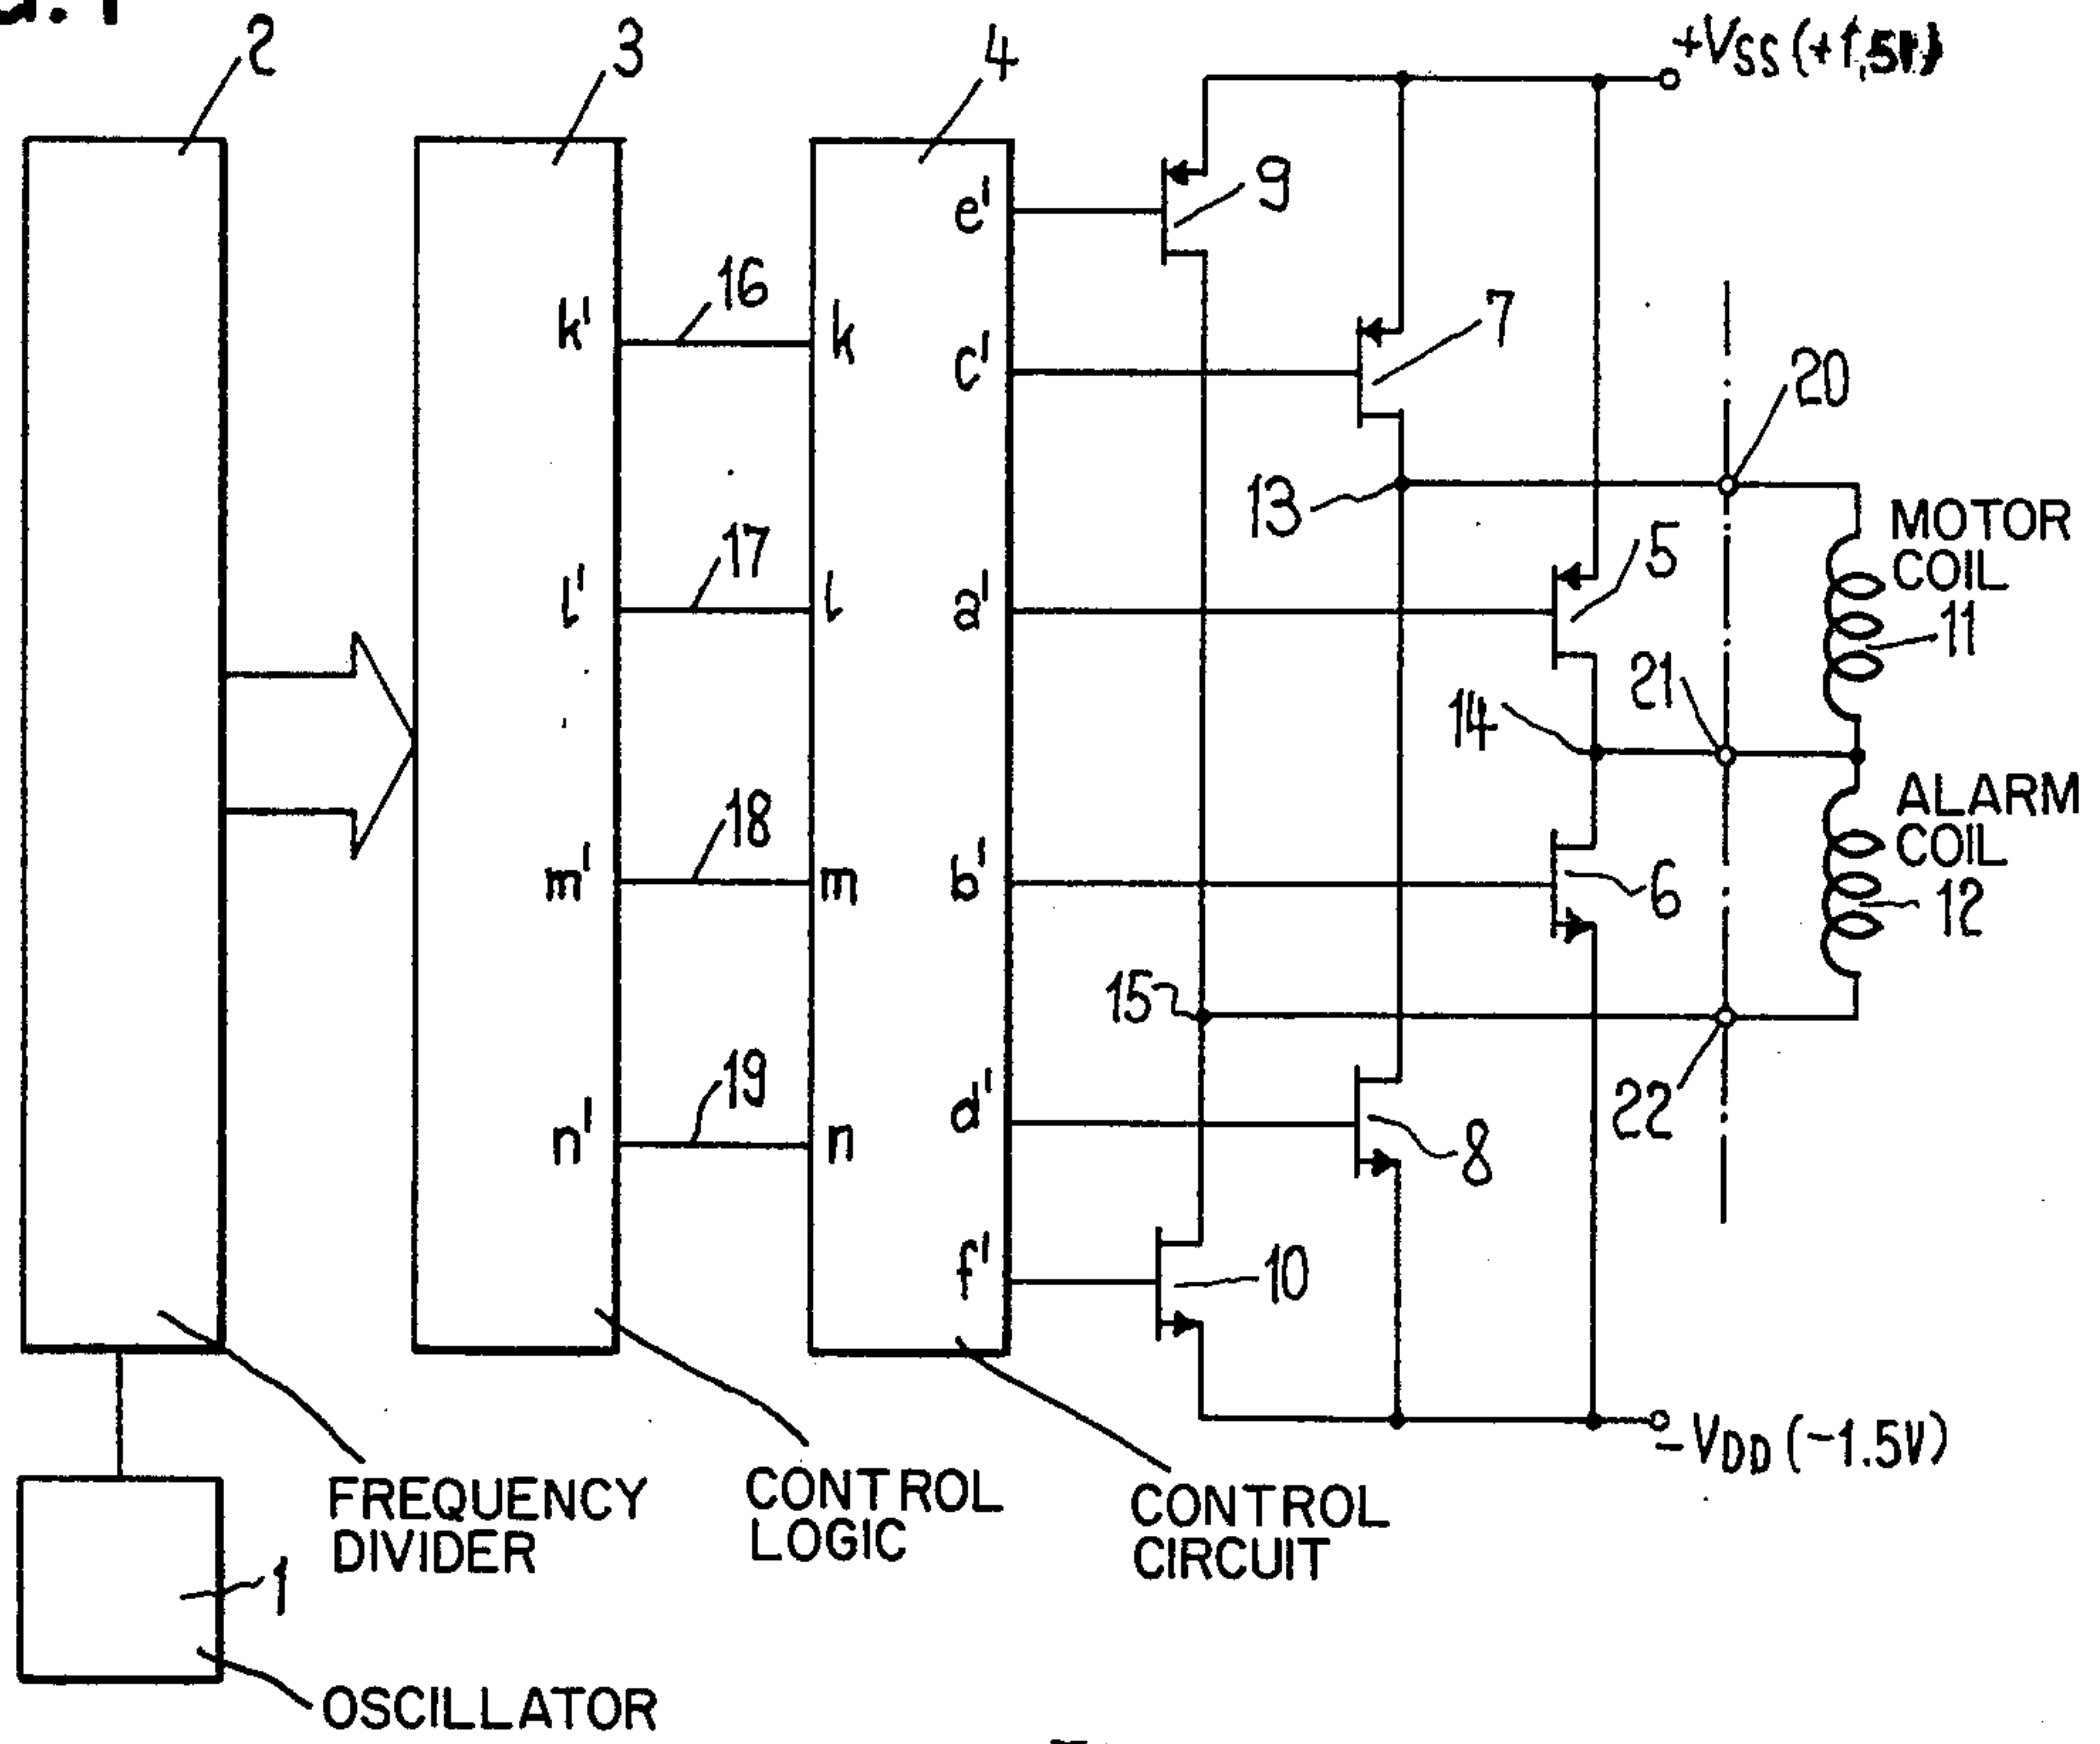 2
3
4
+VSS (+1,5V)
e'
9
k'
16
k
c'
7
20
13
MOTOR
COIL
11
l'
17
l
a'
5
21
14
ALARM
COIL
12
m'
18
m
b'
6
15
n'
19
n
d'
8
22
f'
10
-VDD (-1.5V)
FREQUENCY
DIVIDER
CONTROL
LOGIC
CONTROL
CIRCUIT
1
OSCILLATOR